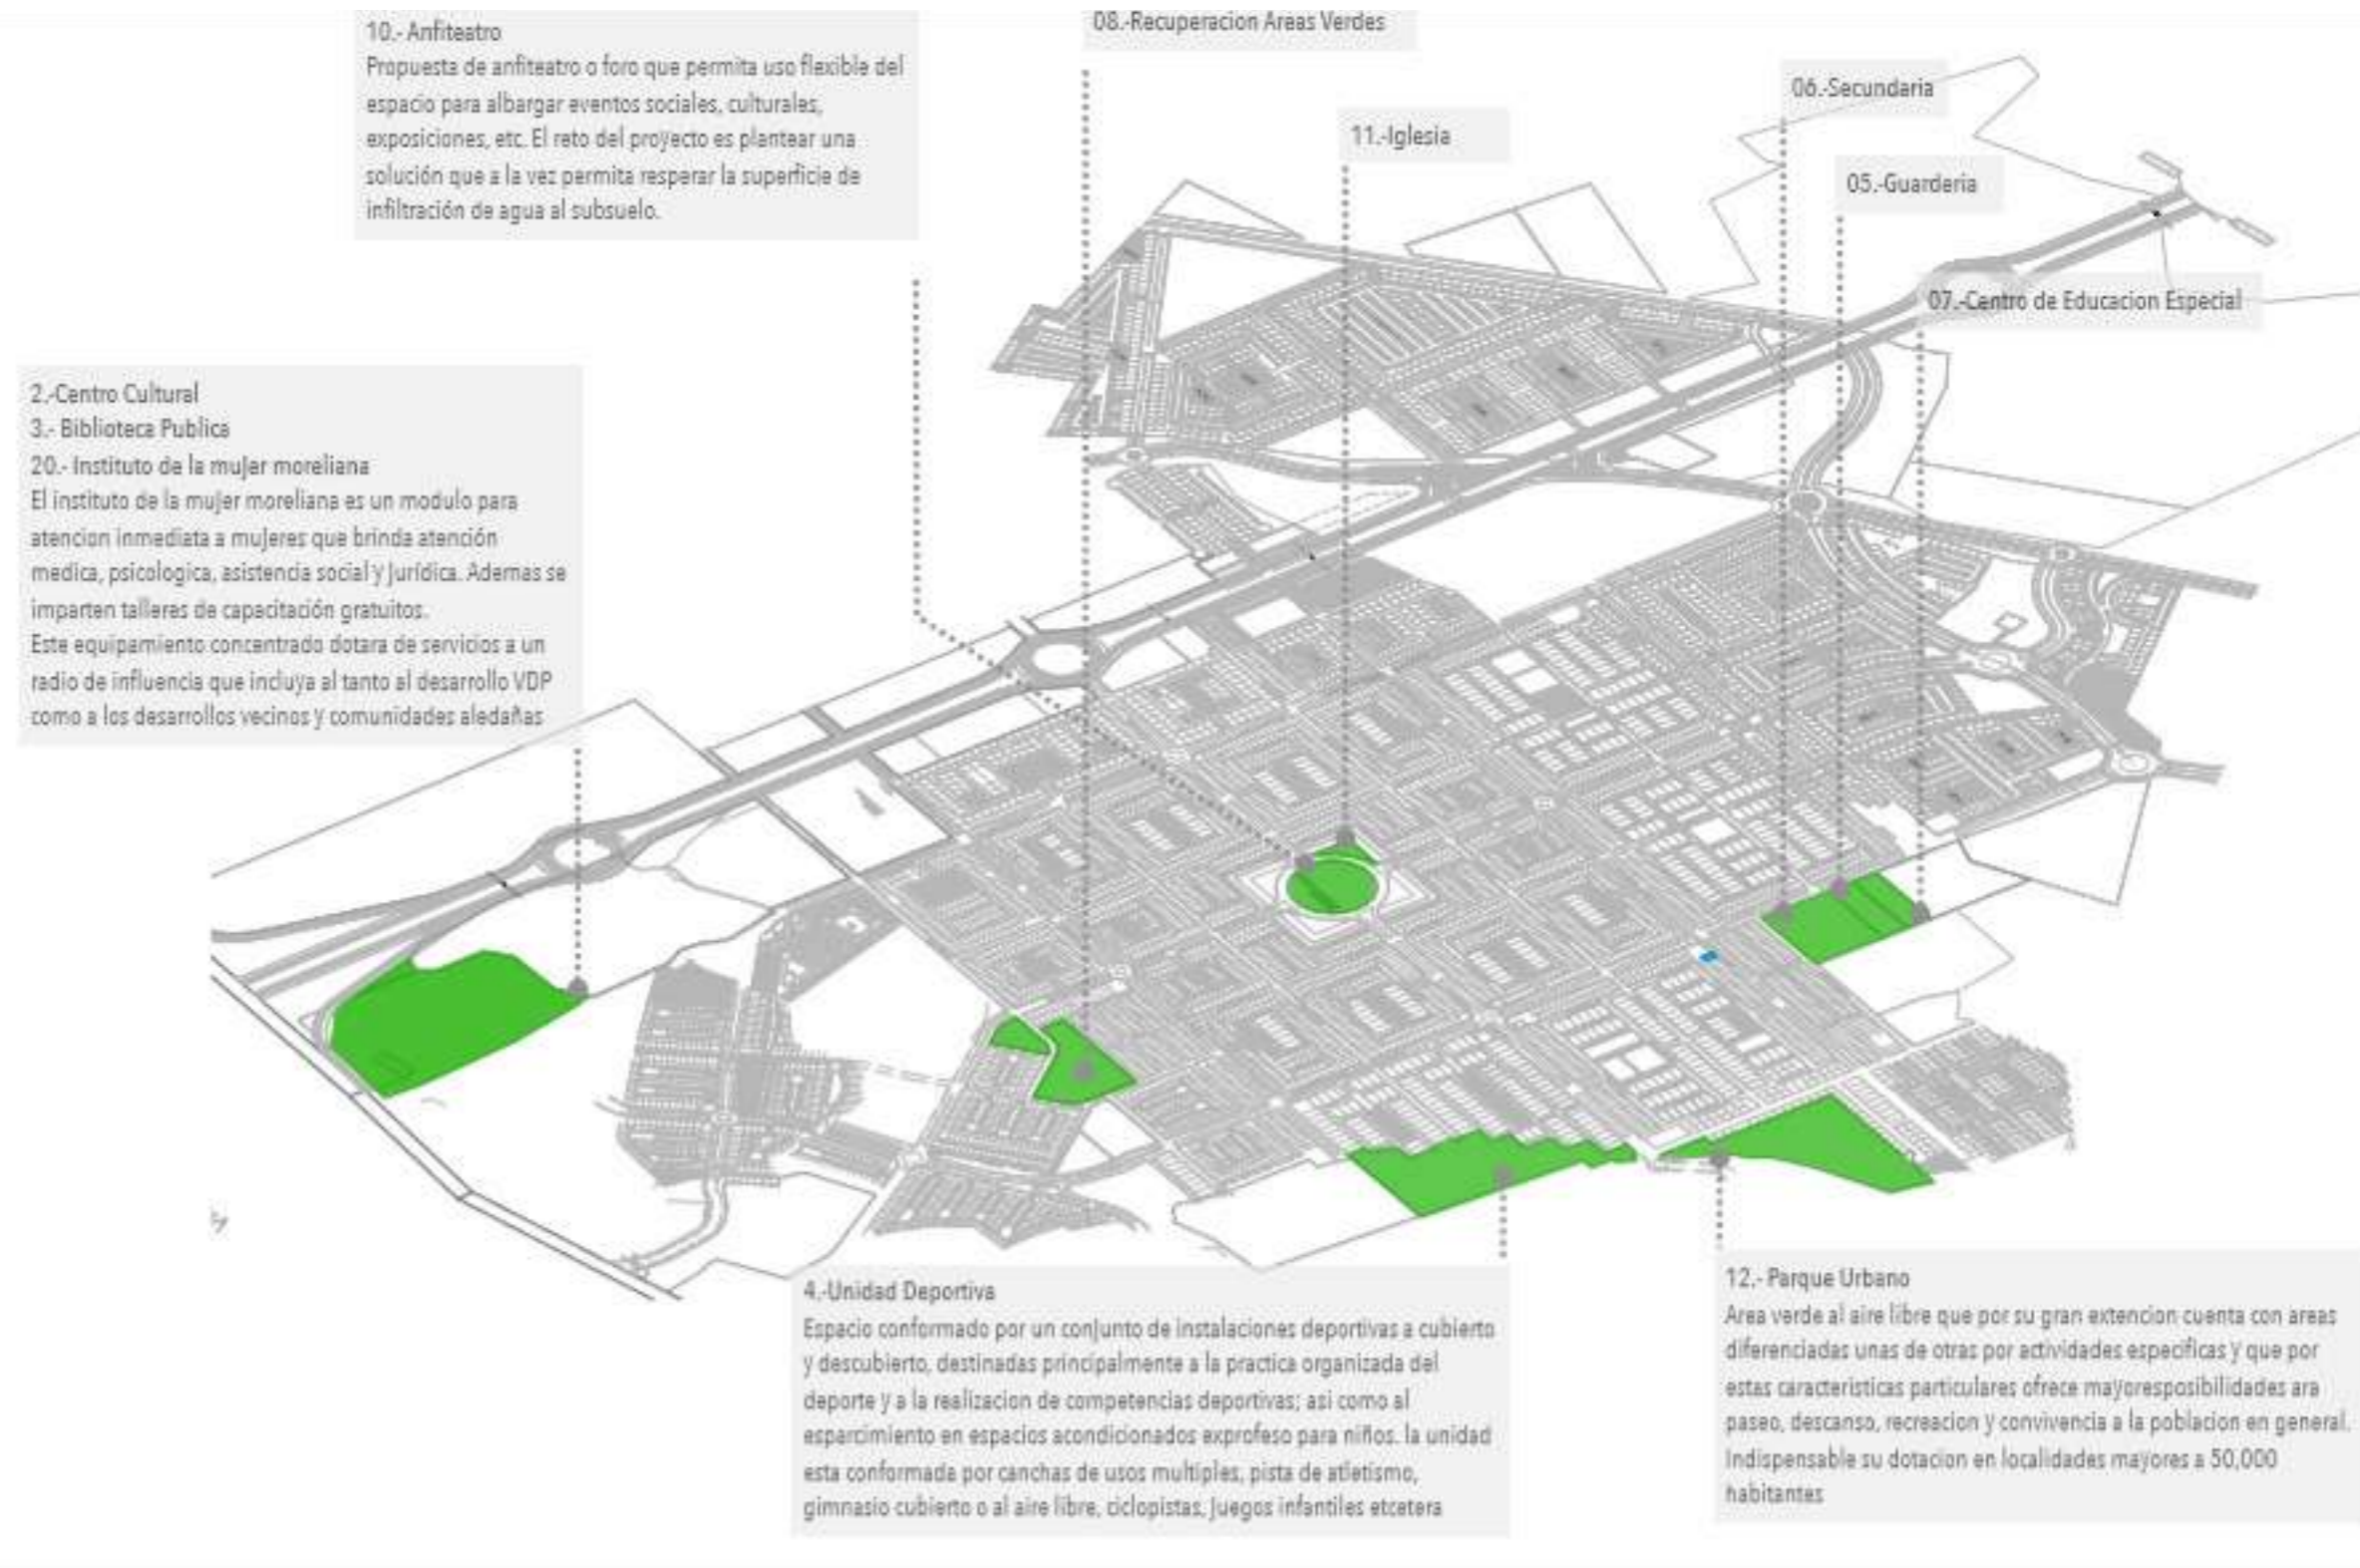 10.- Anfiteatro
Propuesta de anfiteatro o foro que permita uso flexible del
espacio para albargar eventos sociales, culturales,
exposiciones, etc. El reto del proyecto es plantear una
solución que a la vez permita resperar la superficie de
infiltración de agua al subsuelo.
08.-Recuperacion Areas Verdes
11.-Iglesia
06.-Secundaria
05.-Guarderia
07.-Centro de Educacion Especial
2.-Centro Cultural
3.- Biblioteca Publica
20.- Instituto de la mujer moreliana
El instituto de la mujer moreliana es un modulo para
atencion inmediata a mujeres que brinda atención
medica, psicologica, asistencia social y jurídica. Ademas se
imparten talleres de capacitación gratuitos.
Este equipamiento concentrado dotara de servicios a un
radio de influencia que incluya al tanto al desarrollo VDP
como a los desarrollos vecinos y comunidades aledañas
4.-Unidad Deportiva
Espacio conformado por un conjunto de instalaciones deportivas a cubierto
y descubierto, destinadas principalmente a la practica organizada del
deporte y a la realizacion de competencias deportivas; asi como al
esparcimiento en espacios acondicionados exprofeso para niños. la unidad
esta conformada por canchas de usos multiples, pista de atletismo,
gimnasio cubierto o al aire libre, ciclopistas, juegos infantiles etcetera
12.- Parque Urbano
Area verde al aire libre que por su gran extencion cuenta con areas
diferenciadas unas de otras por actividades especificas y que por
estas caracteristicas particulares ofrece mayoresposibilidades ara
paseo, descanso, recreacion y convivencia a la poblacion en general.
Indispensable su dotacion en localidades mayores a 50,000
habitantes